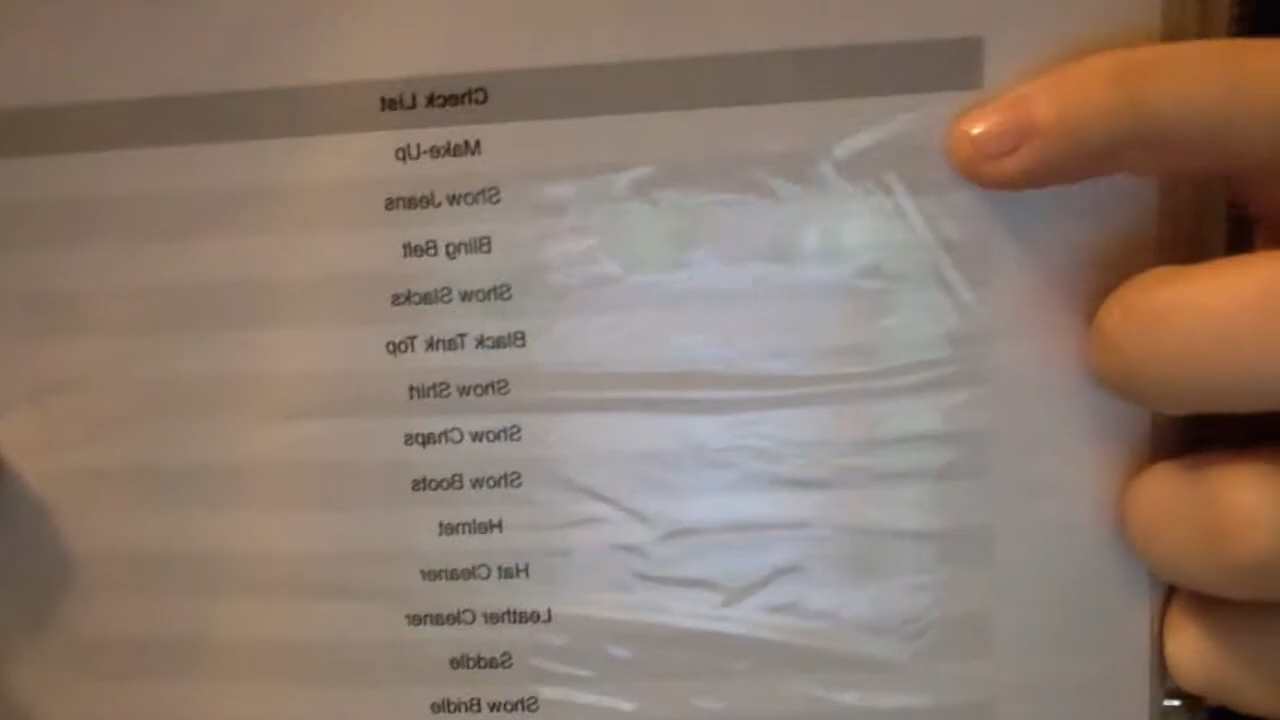 Check List
Make-Up
Show Jeans
Bling Belt
Show Slacks
Black Tank Top
Show Shirt
Show Chaps
Show Boots
Helmet
Hat Cleaner
Leather Cleaner
Saddle
Show Bridle